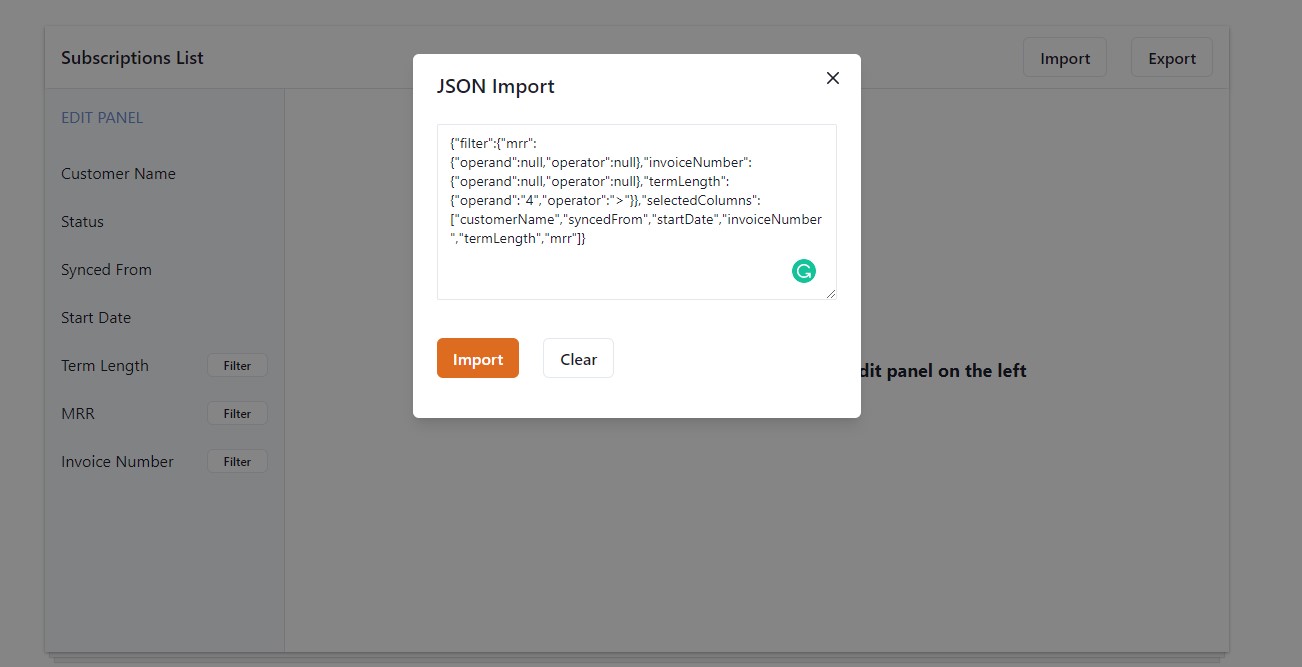 Subscriptions List
Import
Export
EDIT PANEL
Customer Name
Status
Synced From
Start Date
Term Length
Filter
MRR
Filter
Invoice Number
Filter
JSON Import
{"filter":{"mrr":
{"operand":null,"operator":null},"invoiceNumber":
{"operand":null,"operator":null},"termLength":
{"operand":"4","operator":">"}},"selectedColumns":
["customerName","syncedFrom","startDate","invoiceNumber
","termLength","mrr"]}
Import
Clear
panel on the left